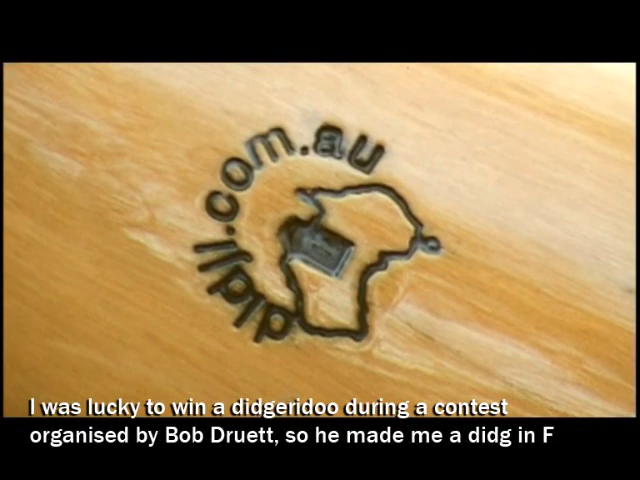 didjl.com.au
I was lucky to win a didgeridoo during a contest
organised by Bob Druett, so he made me a didg in F